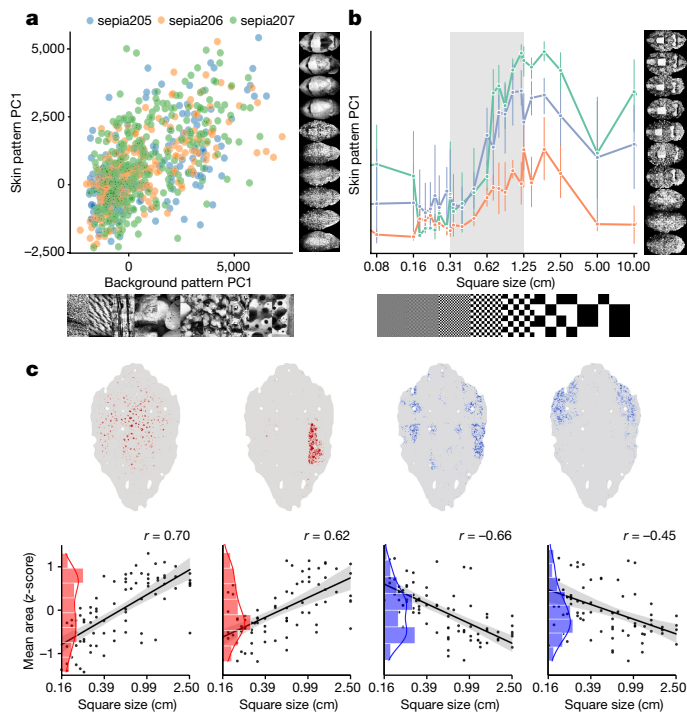 a
sepia205 sepia206 sepia207
Skin pattern PC1
5,000
2,500
0
−2,500
0 5,000
Background pattern PC1
b
Skin pattern PC1
0.08 0.16 0.31 0.62 1.25 2.50 5.00 10.00
Square size (cm)
c
r = 0.70
r = 0.62
r = −0.66
r = −0.45
Mean area (z-score)
1
0
−1
0.16 0.39 0.99 2.50
0.16 0.39 0.99 2.50
0.16 0.39 0.99 2.50
0.16 0.39 0.99 2.50
Square size (cm)
Square size (cm)
Square size (cm)
Square size (cm)